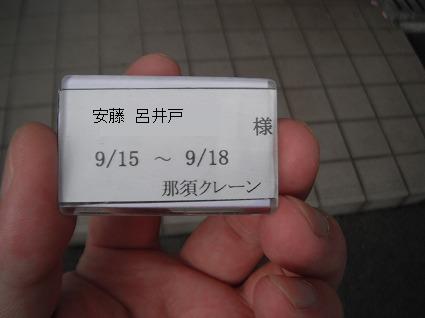 安藤 呂井戸
様
9/15 ～ 9/18
那須クレーン